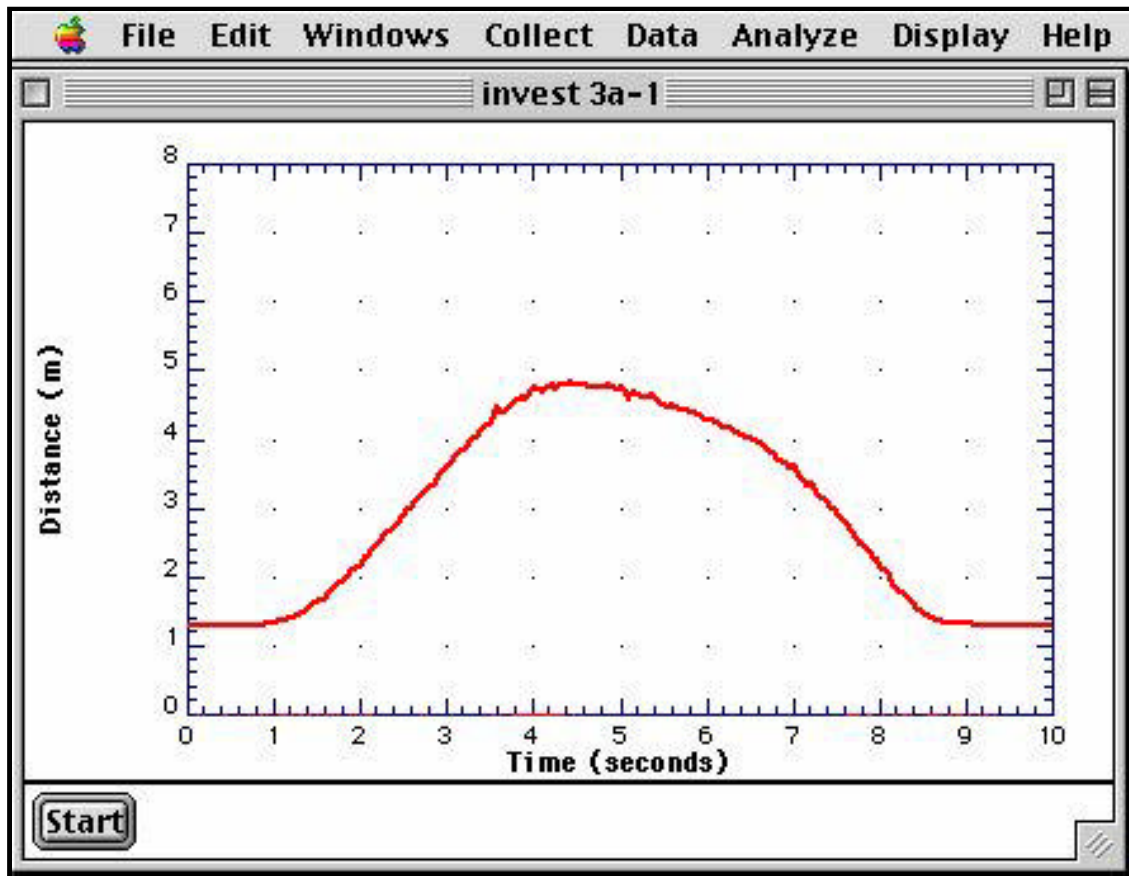 File Edit Windows Collect Data Analyze Display Help
invest 3a-1
8
7
6
5
4
3
2
1
0
Distance (m)
0 1 2 3 4 5 6 7 8 9 10
Time (seconds)
Start